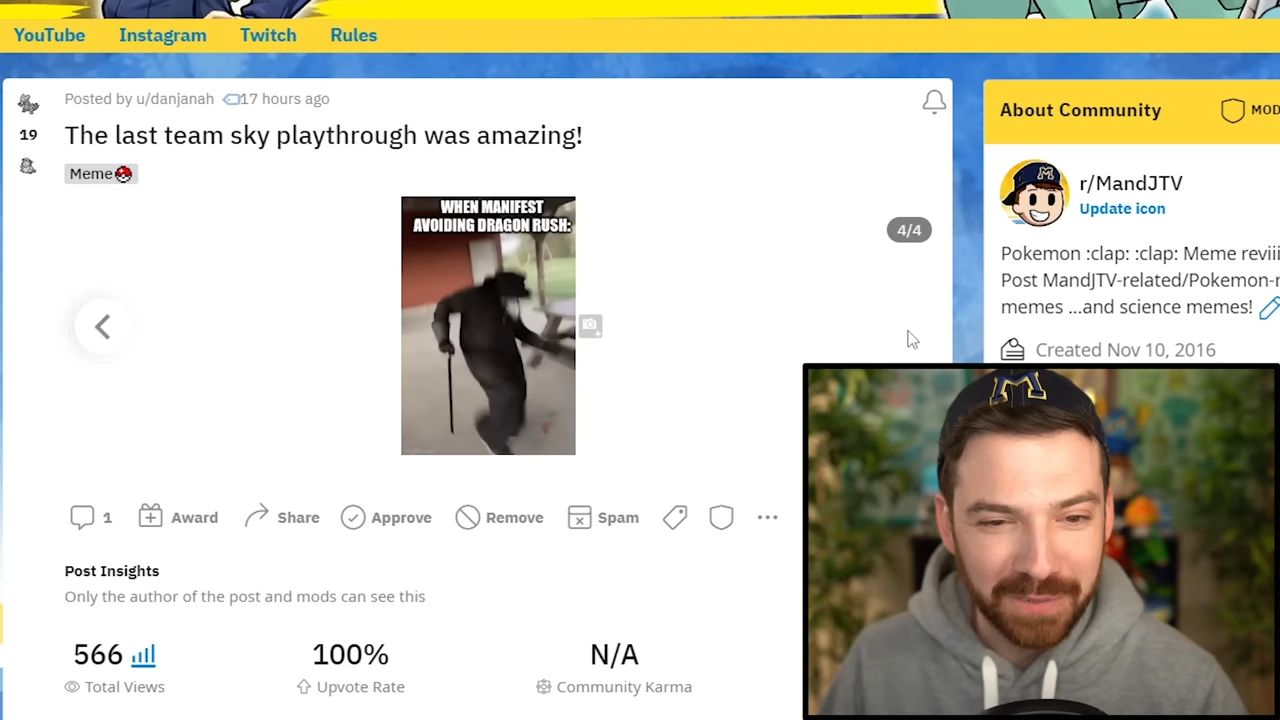 YouTube Instagram Twitch Rules
Posted by u/danjanah 17 hours ago
19
The last team sky playthrough was amazing!
Meme
WHEN MANIFEST
AVOIDING DRAGON RUSH:
4/4
1 Award Share Approve Remove Spam
Post Insights
Only the author of the post and mods can see this
566 100% N/A
Total Views Upvote Rate Community Karma
About Community MOD
M
r/MandJTV
Update icon
Pokemon :clap: :clap: Meme reviii
Post MandJTV-related/Pokemon-r
memes ...and science memes!
Created Nov 10, 2016
M